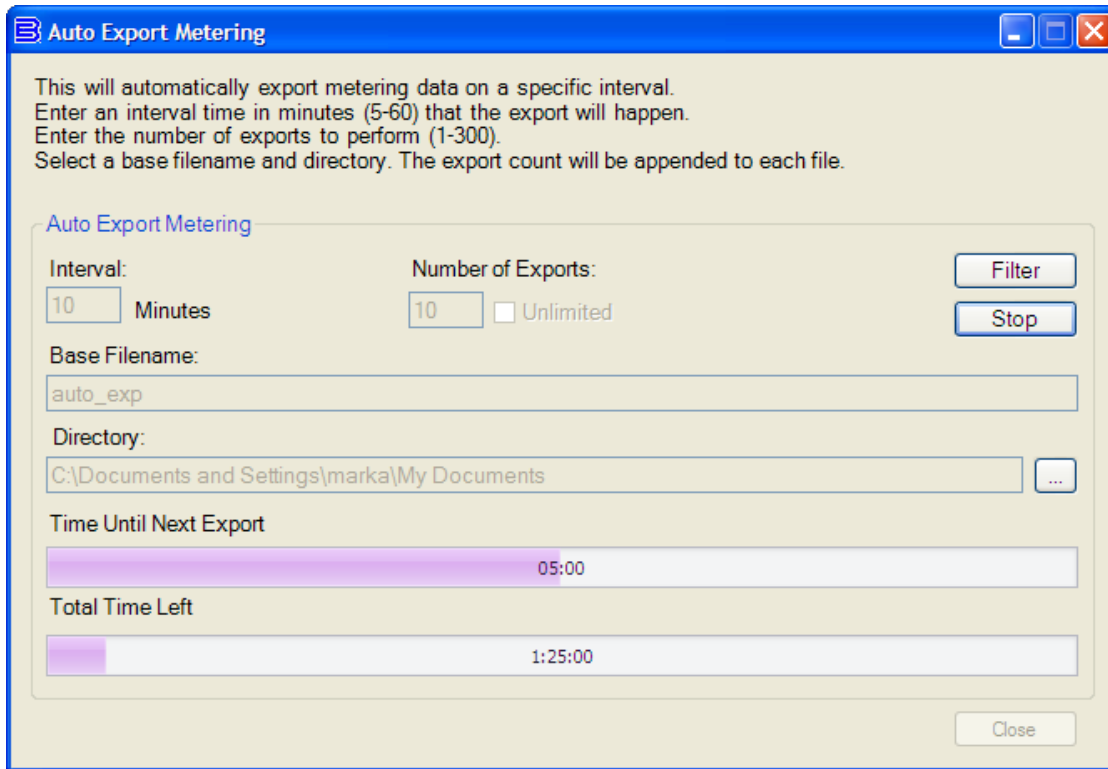 Auto Export Metering
This will automatically export metering data on a specific interval.
Enter an interval time in minutes (5-60) that the export will happen.
Enter the number of exports to perform (1-300).
Select a base filename and directory. The export count will be appended to each file.
Auto Export Metering
Interval:
Number of Exports:
Filter
10
Minutes
10
Unlimited
Stop
Base Filename:
auto_exp
Directory:
C:\Documents and Settings\marka\My Documents
...
Time Until Next Export
05:00
Total Time Left
1:25:00
Close